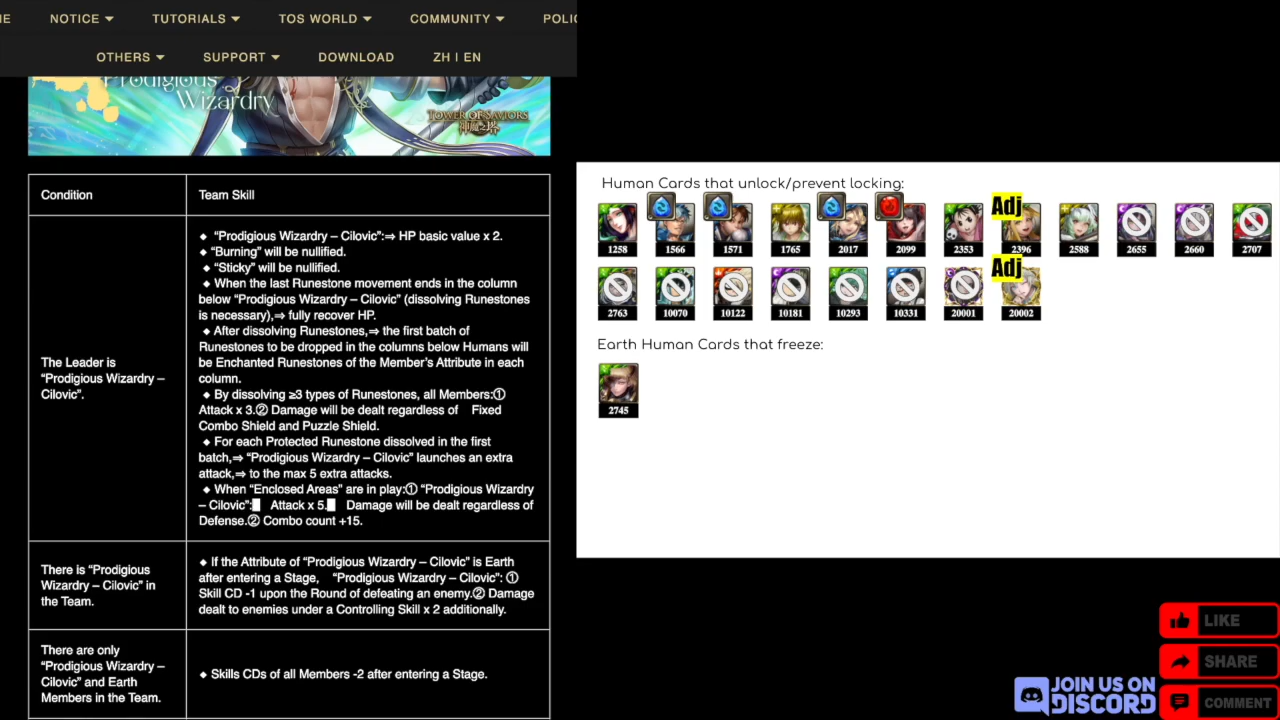 NOTICE
TUTORIALS
TOS WORLD
COMMUNITY
OTHERS
SUPPORT
DOWNLOAD
ZH | EN
Prodigious
Wizardry
TOWER OF SAVIORS
神魔之塔
Condition
Team Skill
The Leader is
“Prodigious Wizardry –
Cilovic”.
◆ “Prodigious Wizardry – Cilovic”:⇒ HP basic value x 2.
◆ “Burning” will be nullified.
◆ “Sticky” will be nullified.
◆ When the last Runestone movement ends in the column
below “Prodigious Wizardry – Cilovic” (dissolving Runestones
is necessary),⇒ fully recover HP.
◆ After dissolving Runestones,⇒ the first batch of
Runestones to be dropped in the columns below Humans will
be Enchanted Runestones of the Member’s Attribute in each
column.
◆ By dissolving ≥3 types of Runestones, all Members:①
Attack x 3.② Damage will be dealt regardless of Fixed
Combo Shield and Puzzle Shield.
◆ For each Protected Runestone dissolved in the first
batch,⇒ “Prodigious Wizardry – Cilovic” launches an extra
attack,⇒ to the max 5 extra attacks.
◆ When “Enclosed Areas” are in play:① “Prodigious Wizardry
– Cilovic”:█ Attack x 5.█ Damage will be dealt regardless of
Defense.② Combo count +15.
There is “Prodigious
Wizardry – Cilovic” in
the Team.
◆ If the Attribute of “Prodigious Wizardry – Cilovic” is Earth
after entering a Stage, “Prodigious Wizardry – Cilovic”: ①
Skill CD -1 upon the Round of defeating an enemy.② Damage
dealt to enemies under a Controlling Skill x 2 additionally.
There are only
“Prodigious Wizardry –
Cilovic” and Earth
Members in the Team.
◆ Skills CDs of all Members -2 after entering a Stage.
Human Cards that unlock/prevent locking:
Adj
1258 1566 1571 1765 2017 2099 2353 2396 2588 2655 2660 2707
Adj
2763 10070 10122 10181 10293 10331 20001 20002
Earth Human Cards that freeze:
2745
LIKE
SHARE
COMMENT
JOIN US ON
DISCORD